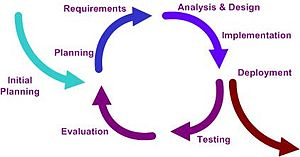 Requirements
Analysis & Design
Implementation
Planning
Deployment
Initial
Planning
Evaluation
Testing